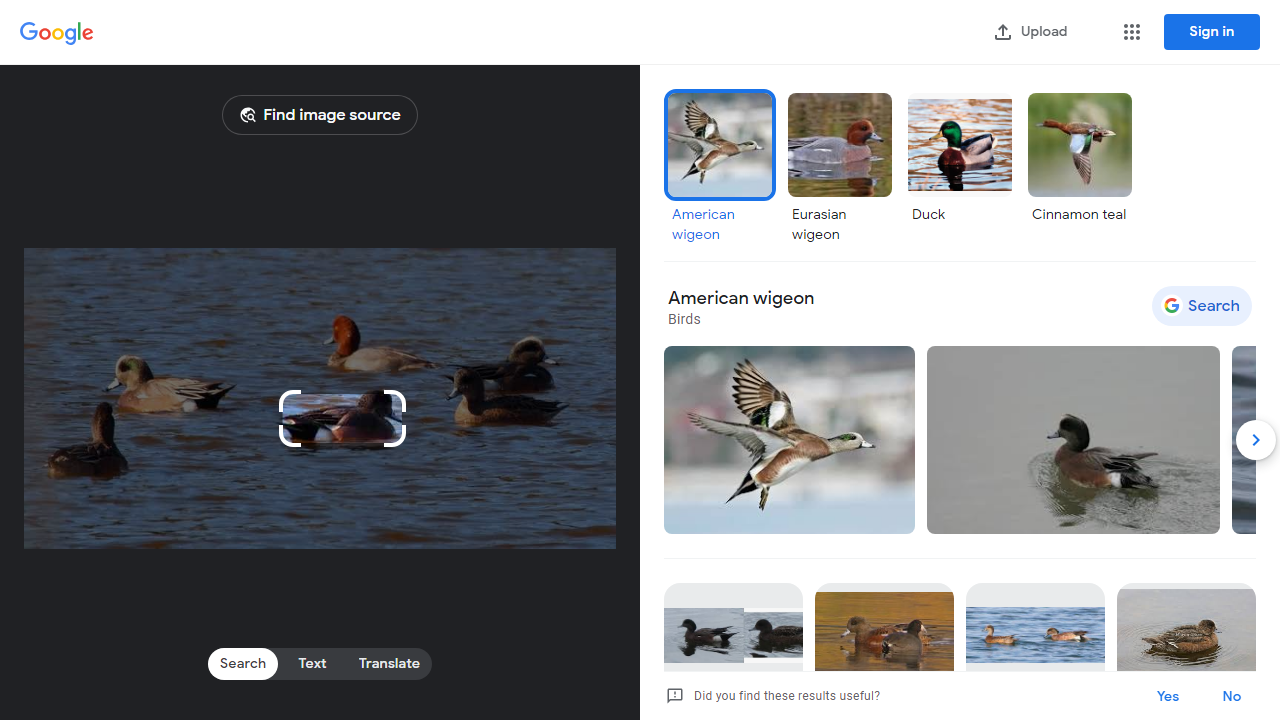 Google
Upload
Sign in
Find image source
American
wigeon
Eurasian
wigeon
Duck
Cinnamon teal
American wigeon
Birds
Search
Search
Text
Translate
Did you find these results useful?
Yes
No